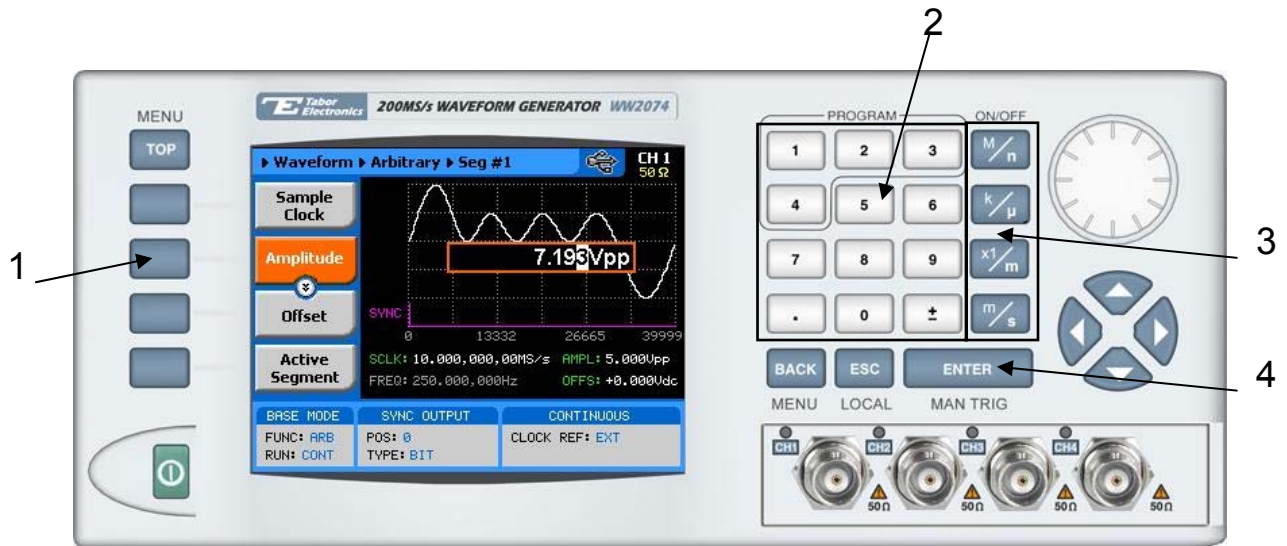 2
MENU
Tabor Electronics 200MS/s WAVEFORM GENERATOR WW2074
PROGRAM
ON/OFF
TOP
1 2 3 M/n
Waveform Arbitrary Seg #1 CH 1
50 Ω
Sample Clock
4 5 6 k/µ
3
1
Amplitude
7.193Vpp
7 8 9 x1/m
Offset
SYNC
. 0 ± m/s
0 13332 26665 39999
Active Segment
SCLK: 10.000,000,00MS/s AMPL: 5.000Vpp
FREQ: 250.000,000Hz OFFS: +0.000Vdc
BACK ESC ENTER
4
MENU LOCAL MAN TRIG
BASE MODE SYNC OUTPUT CONTINUOUS
FUNC: ARB POS: 0 CLOCK REF: EXT
RUN: CONT TYPE: BIT
CH1 CH2 CH3 CH4
50Ω 50Ω 50Ω 50Ω